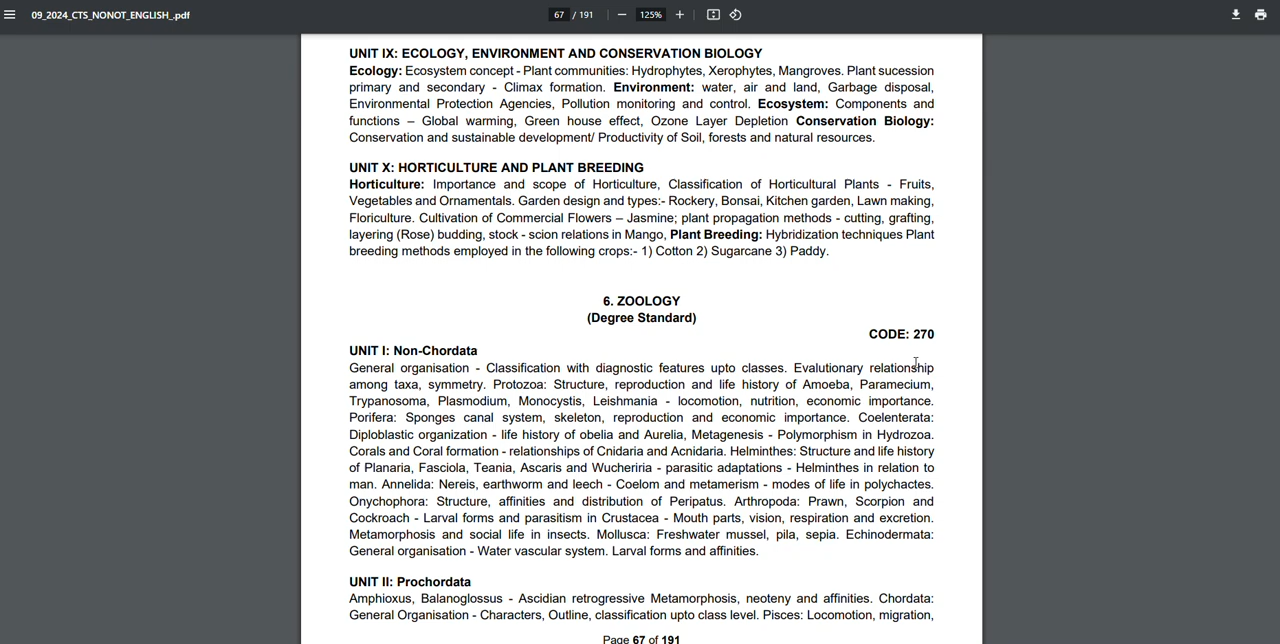 09_2024_CTS_NONOT_ENGLISH_.pdf
67 / 191
125%
UNIT IX: ECOLOGY, ENVIRONMENT AND CONSERVATION BIOLOGY
Ecology: Ecosystem concept - Plant communities: Hydrophytes, Xerophytes, Mangroves. Plant sucession
primary and secondary - Climax formation. Environment: water, air and land, Garbage disposal,
Environmental Protection Agencies, Pollution monitoring and control. Ecosystem: Components and
functions – Global warming, Green house effect, Ozone Layer Depletion Conservation Biology:
Conservation and sustainable development/ Productivity of Soil, forests and natural resources.
UNIT X: HORTICULTURE AND PLANT BREEDING
Horticulture: Importance and scope of Horticulture, Classification of Horticultural Plants - Fruits,
Vegetables and Ornamentals. Garden design and types:- Rockery, Bonsai, Kitchen garden, Lawn making,
Floriculture. Cultivation of Commercial Flowers – Jasmine; plant propagation methods - cutting, grafting,
layering (Rose) budding, stock - scion relations in Mango, Plant Breeding: Hybridization techniques Plant
breeding methods employed in the following crops:- 1) Cotton 2) Sugarcane 3) Paddy.
6. ZOOLOGY
(Degree Standard)
CODE: 270
UNIT I: Non-Chordata
General organisation - Classification with diagnostic features upto classes. Evalutionary relationship
among taxa, symmetry. Protozoa: Structure, reproduction and life history of Amoeba, Paramecium,
Trypanosoma, Plasmodium, Monocystis, Leishmania - locomotion, nutrition, economic importance.
Porifera: Sponges canal system, skeleton, reproduction and economic importance. Coelenterata:
Diploblastic organization - life history of obelia and Aurelia, Metagenesis - Polymorphism in Hydrozoa.
Corals and Coral formation - relationships of Cnidaria and Acnidaria. Helminthes: Structure and life history
of Planaria, Fasciola, Teania, Ascaris and Wucheriria - parasitic adaptations - Helminthes in relation to
man. Annelida: Nereis, earthworm and leech - Coelom and metamerism - modes of life in polychactes.
Onychophora: Structure, affinities and distribution of Peripatus. Arthropoda: Prawn, Scorpion and
Cockroach - Larval forms and parasitism in Crustacea - Mouth parts, vision, respiration and excretion.
Metamorphosis and social life in insects. Mollusca: Freshwater mussel, pila, sepia. Echinodermata:
General organisation - Water vascular system. Larval forms and affinities.
UNIT II: Prochordata
Amphioxus, Balanoglossus - Ascidian retrogressive Metamorphosis, neoteny and affinities. Chordata:
General Organisation - Characters, Outline, classification upto class level. Pisces: Locomotion, migration,
Page 67 of 191